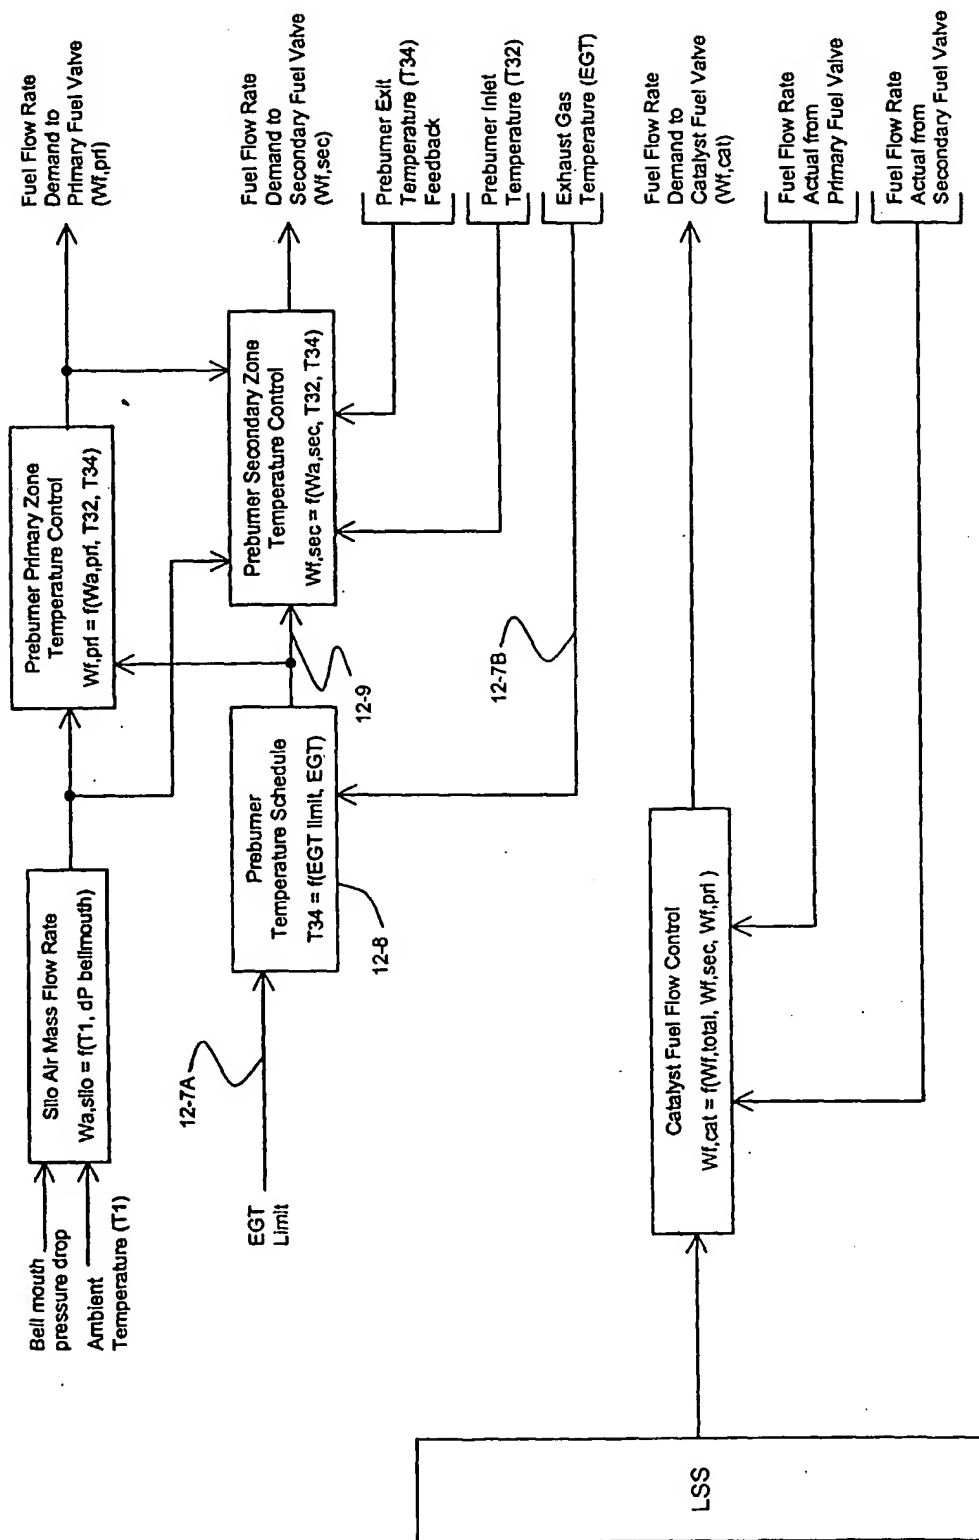 Bell mouth
pressure drop
Ambient
Temperature (T1)
Silo Air Mass Flow Rate
Wa,silo = f(T1, dP bellmouth)
Preburner Primary Zone
Temperature Control
Wf,pri = f(Wa,pri, T32, T34)
Fuel Flow Rate
Demand to
Primary Fuel Valve
(Wf,pri)
EGT
Limit
12-7A
Preburner
Temperature Schedule
T34 = f(EGT limit, EGT)
12-8
12-9
Preburner Secondary Zone
Temperature Control
Wf,sec = f(Wa,sec, T32, T34)
Fuel Flow Rate
Demand to
Secondary Fuel Valve
(Wf,sec)
Preburner Exit
Temperature (T34)
Feedback
Preburner Inlet
Temperature (T32)
12-7B
Exhaust Gas
Temperature (EGT)
LSS
Catalyst Fuel Flow Control
Wf,cat = f(Wf,total, Wf,sec, Wf,pri )
Fuel Flow Rate
Demand to
Catalyst Fuel Valve
(Wf,cat)
Fuel Flow Rate
Actual from
Primary Fuel Valve
Fuel Flow Rate
Actual from
Secondary Fuel Valve